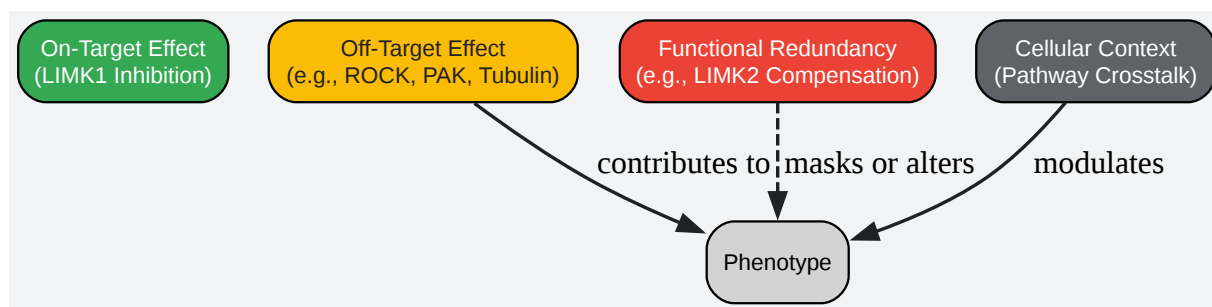 On-Target Effect
(LIMK1 Inhibition)
Off-Target Effect
(e.g., ROCK, PAK, Tubulin)
Functional Redundancy
(e.g., LIMK2 Compensation)
Cellular Context
(Pathway Crosstalk)
contributes to
masks or alters
modulates
Phenotype